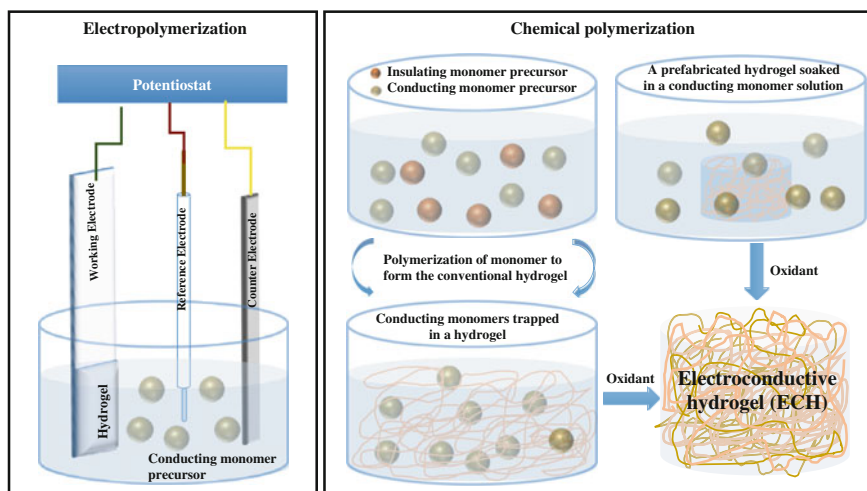 Electropolymerization
Potentiostat
Working Electrode
Reference Electrode
Counter Electrode
Hydrogel
Conducting monomer
precursor
Chemical polymerization
Insulating monomer precursor
Conducting monomer precursor
A prefabricated hydrogel soaked
in a conducting monomer solution
Polymerization of monomer to
form the conventional hydrogel
Oxidant
Conducting monomers trapped
in a hydrogel
Oxidant
Electroconductive
hydrogel (ECH)